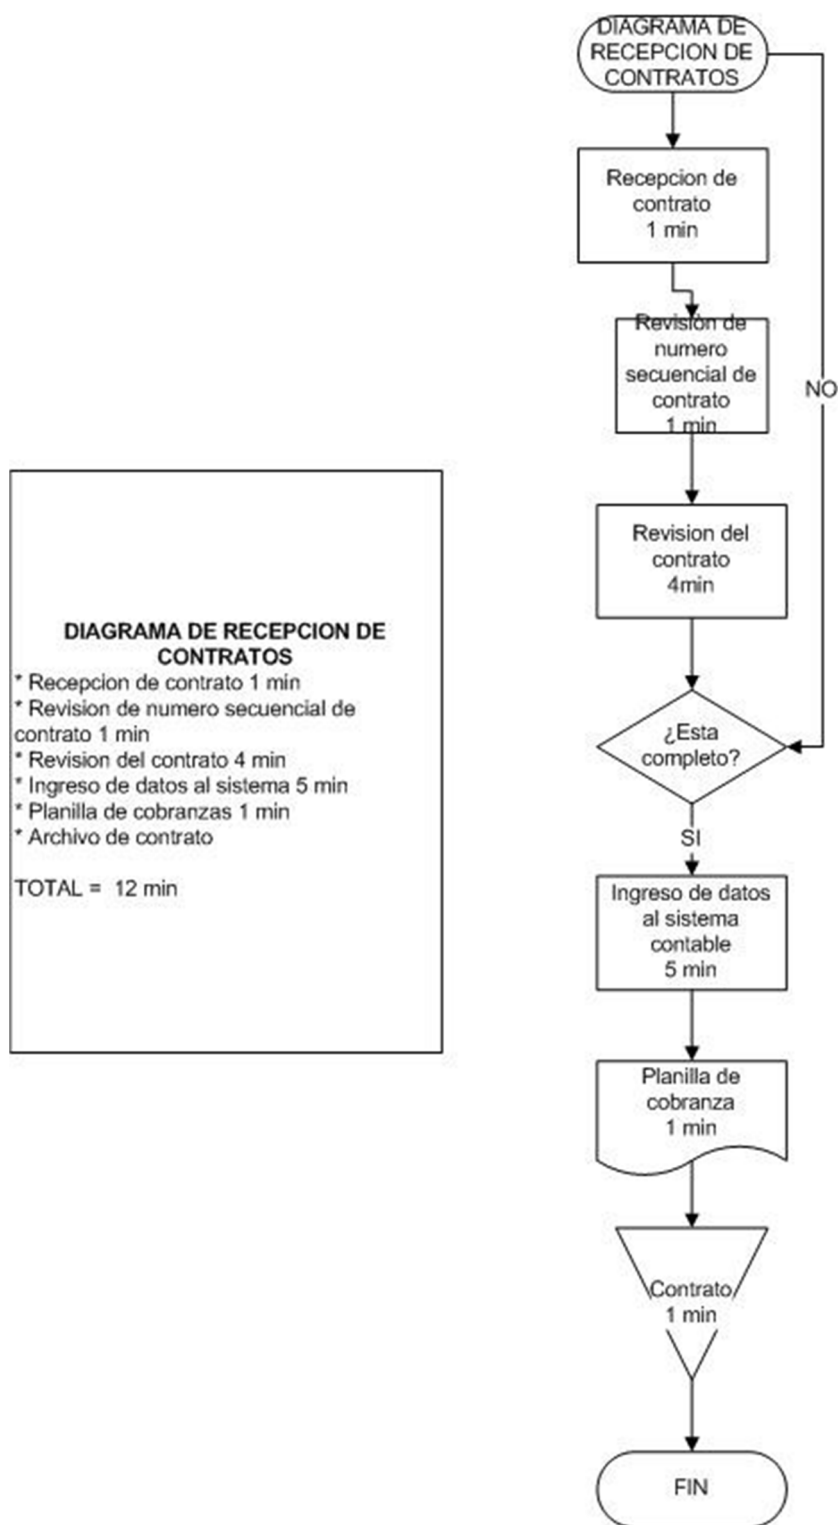 DIAGRAMA DE
RECEPCION DE
CONTRATOS
Recepcion de
contrato
1 min
Revisión de
numero
secuencial de
contrato
1 min
NO
Revision del
contrato
4min
¿Esta
completo?
SI
Ingreso de datos
al sistema
contable
5 min
Planilla de
cobranza
1 min
Contrato
1 min
FIN
DIAGRAMA DE RECEPCION DE
CONTRATOS
* Recepcion de contrato 1 min
* Revision de numero secuencial de
contrato 1 min
* Revision del contrato 4 min
* Ingreso de datos al sistema 5 min
* Planilla de cobranzas 1 min
* Archivo de contrato
TOTAL = 12 min